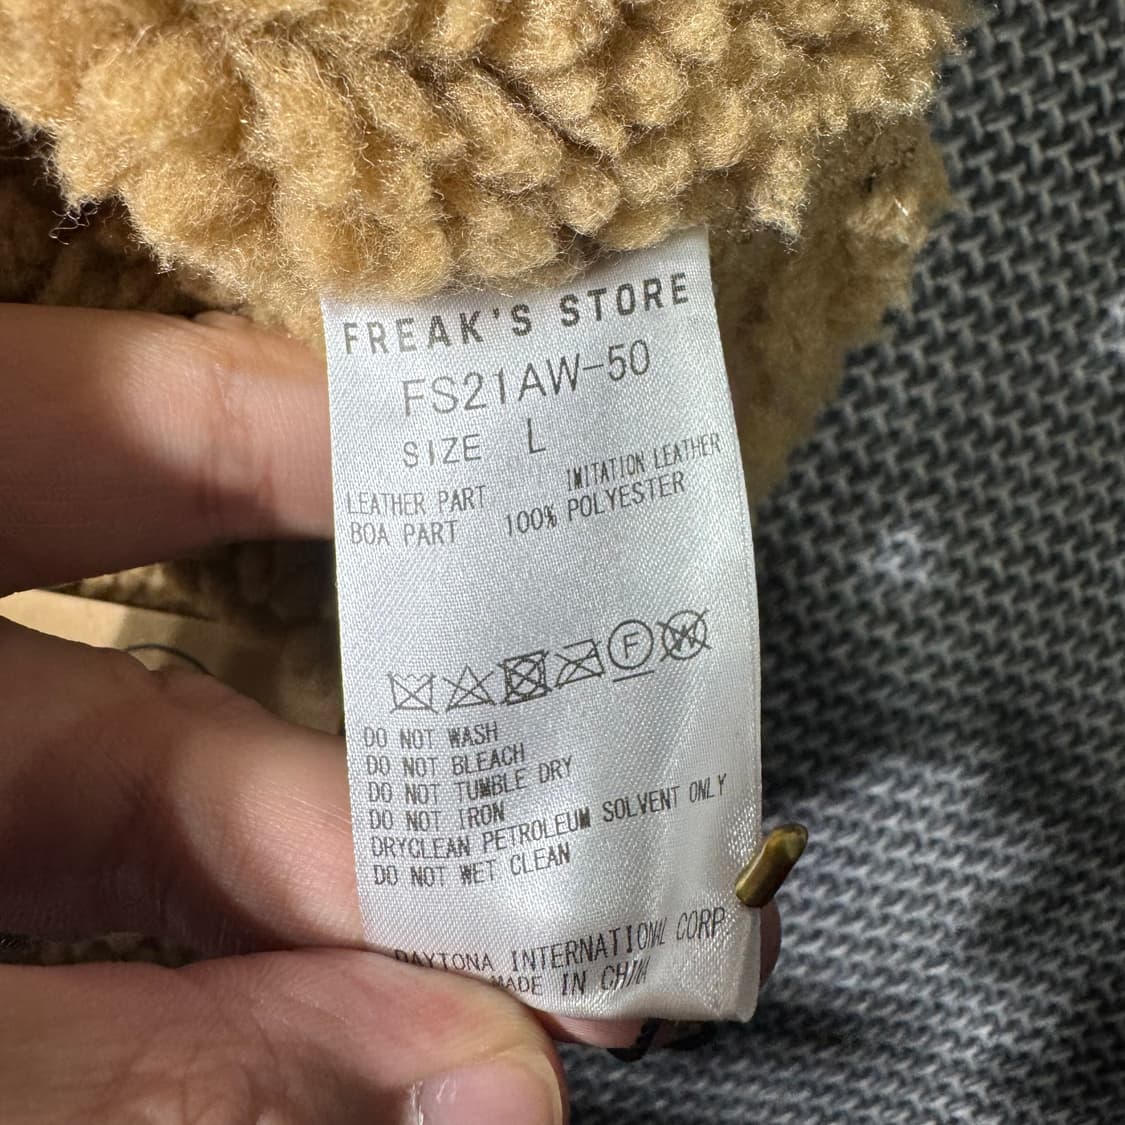 FREAK'S STORE
FS21AW-50
SIZE L
LEATHER PART IMITATION LEATHER
BOA PART 100% POLYESTER
F W
DO NOT WASH
DO NOT BLEACH
DO NOT TUMBLE DRY
DO NOT IRON
DRYCLEAN PETROLEUM SOLVENT ONLY
DO NOT WET CLEAN
DAYTONA INTERNATIONAL CORP
MADE IN CHINA